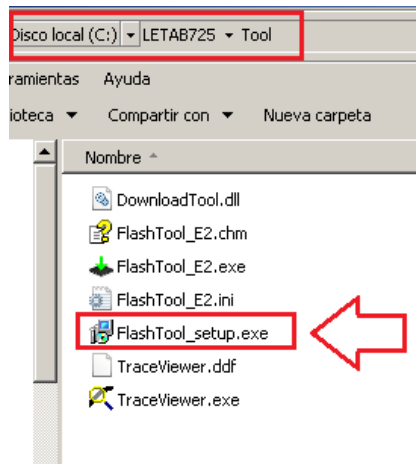 Disco local (C:) LETAB725 Tool
ramientas Ayuda
ioteca Compartir con Nueva carpeta
Nombre
DownloadTool.dll
FlashTool_E2.chm
FlashTool_E2.exe
FlashTool_E2.ini
FlashTool_setup.exe
TraceViewer.ddf
TraceViewer.exe